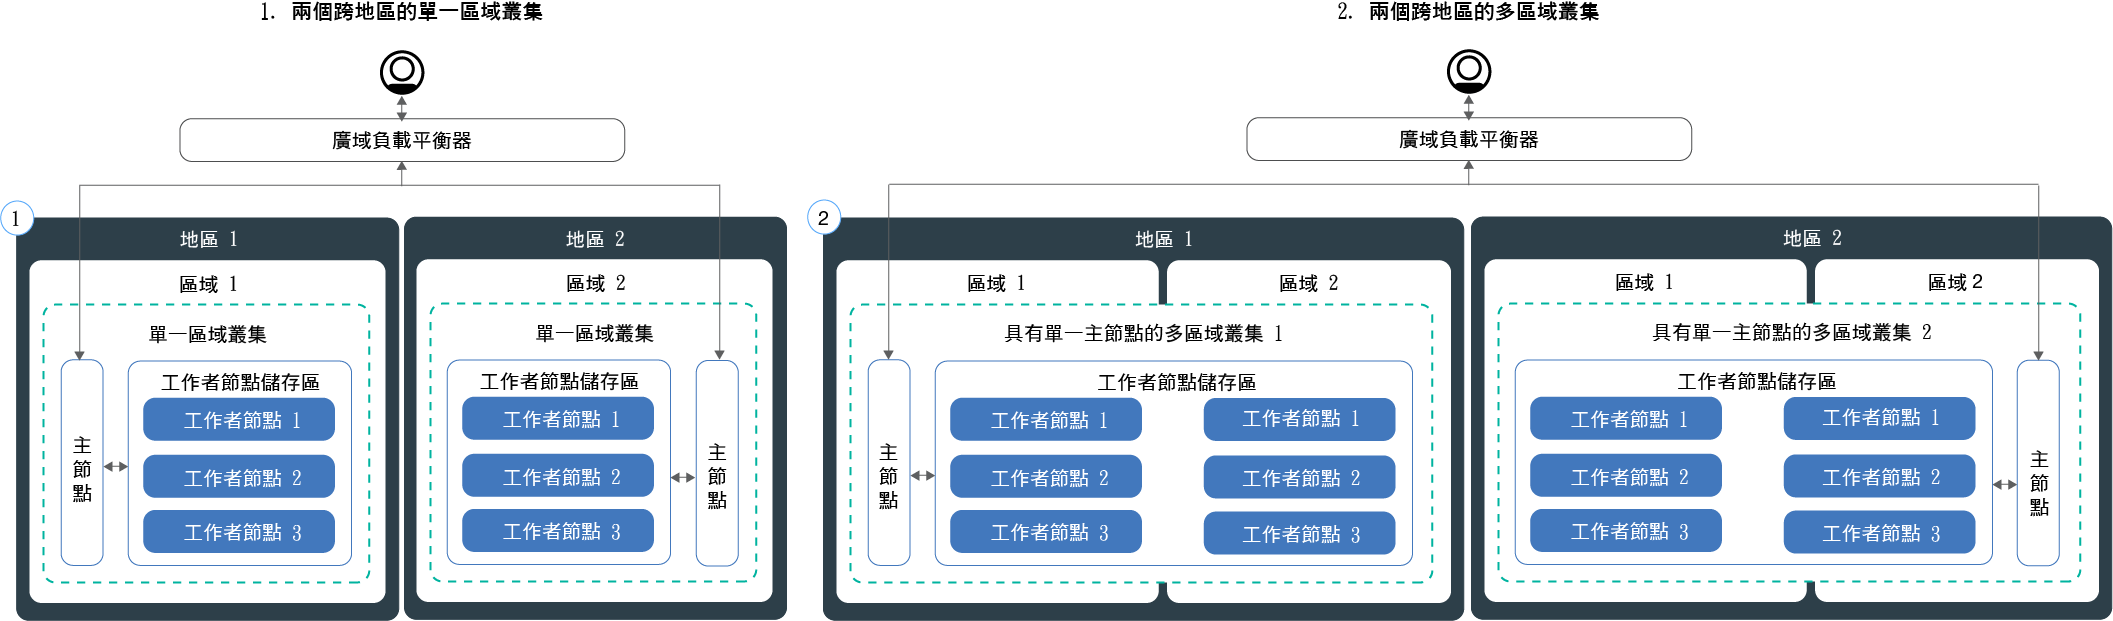 1. 兩個跨地區的單一區域叢集
廣域負載平衡器
1
地區 1
區域 1
單一區域叢集
主節點
工作者節點儲存區
工作者節點 1
工作者節點 2
工作者節點 3
地區 2
區域 2
單一區域叢集
工作者節點儲存區
工作者節點 1
工作者節點 2
工作者節點 3
主節點
2. 兩個跨地區的多區域叢集
廣域負載平衡器
2
地區 1
區域 1
區域 2
具有單一主節點的多區域叢集 1
主節點
工作者節點儲存區
工作者節點 1
工作者節點 1
工作者節點 2
工作者節點 2
工作者節點 3
工作者節點 3
地區 2
區域 1
區域2
具有單一主節點的多區域叢集 2
工作者節點儲存區
工作者節點 1
工作者節點 1
工作者節點 2
工作者節點 2
工作者節點 3
工作者節點 3
主節點